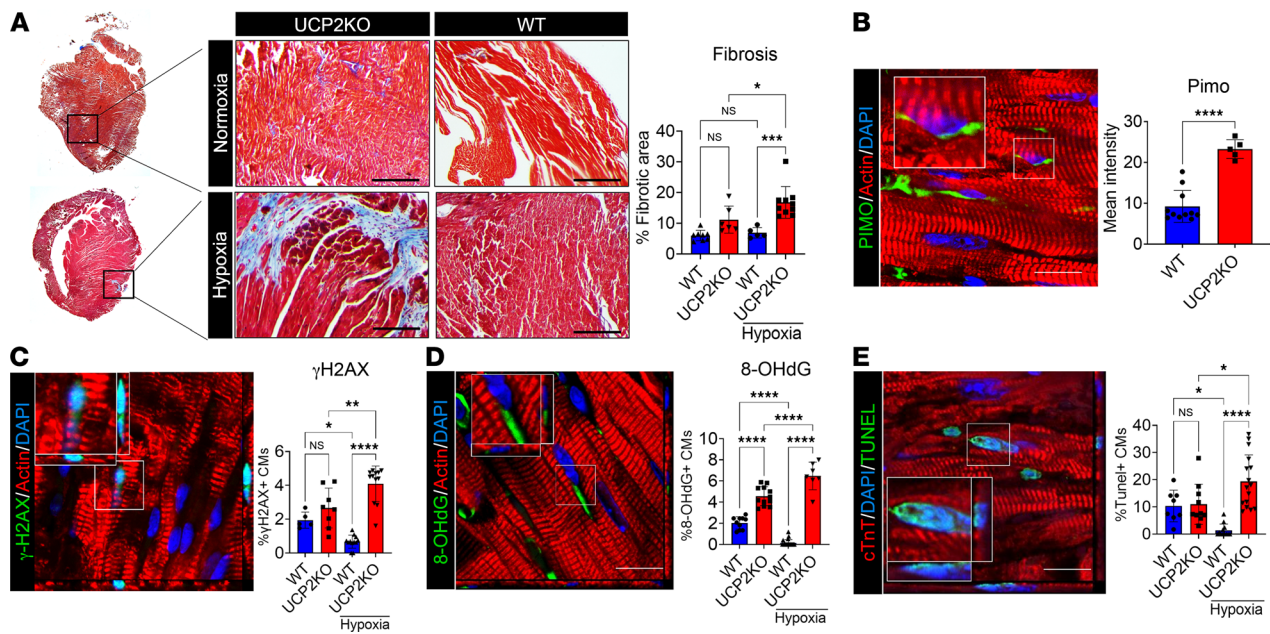 A
UCP2KO
WT
Normoxia
Hypoxia
Fibrosis
% Fibrotic area
40
30
20
10
0
NS
NS
*
***
WT
UCP2KO
WT
UCP2KO
Hypoxia
B
PIMO/Actin/DAPI
Pimo
Mean intensity
30
20
10
0
****
WT
UCP2KO
C
γ-H2AX/Actin/DAPI
γH2AX
%γH2AX+ CMs
6
4
2
0
NS
*
**
****
WT
UCP2KO
WT
UCP2KO
Hypoxia
D
8-OHdG/Actin/DAPI
8-OHdG
%8-OHdG+ CMs
10
8
6
4
2
0
****
****
****
****
WT
UCP2KO
WT
UCP2KO
Hypoxia
E
cTnT/DAPI/TUNEL
%Tunel+ CMs
40
30
20
10
0
NS
*
*
****
WT
UCP2KO
WT
UCP2KO
Hypoxia